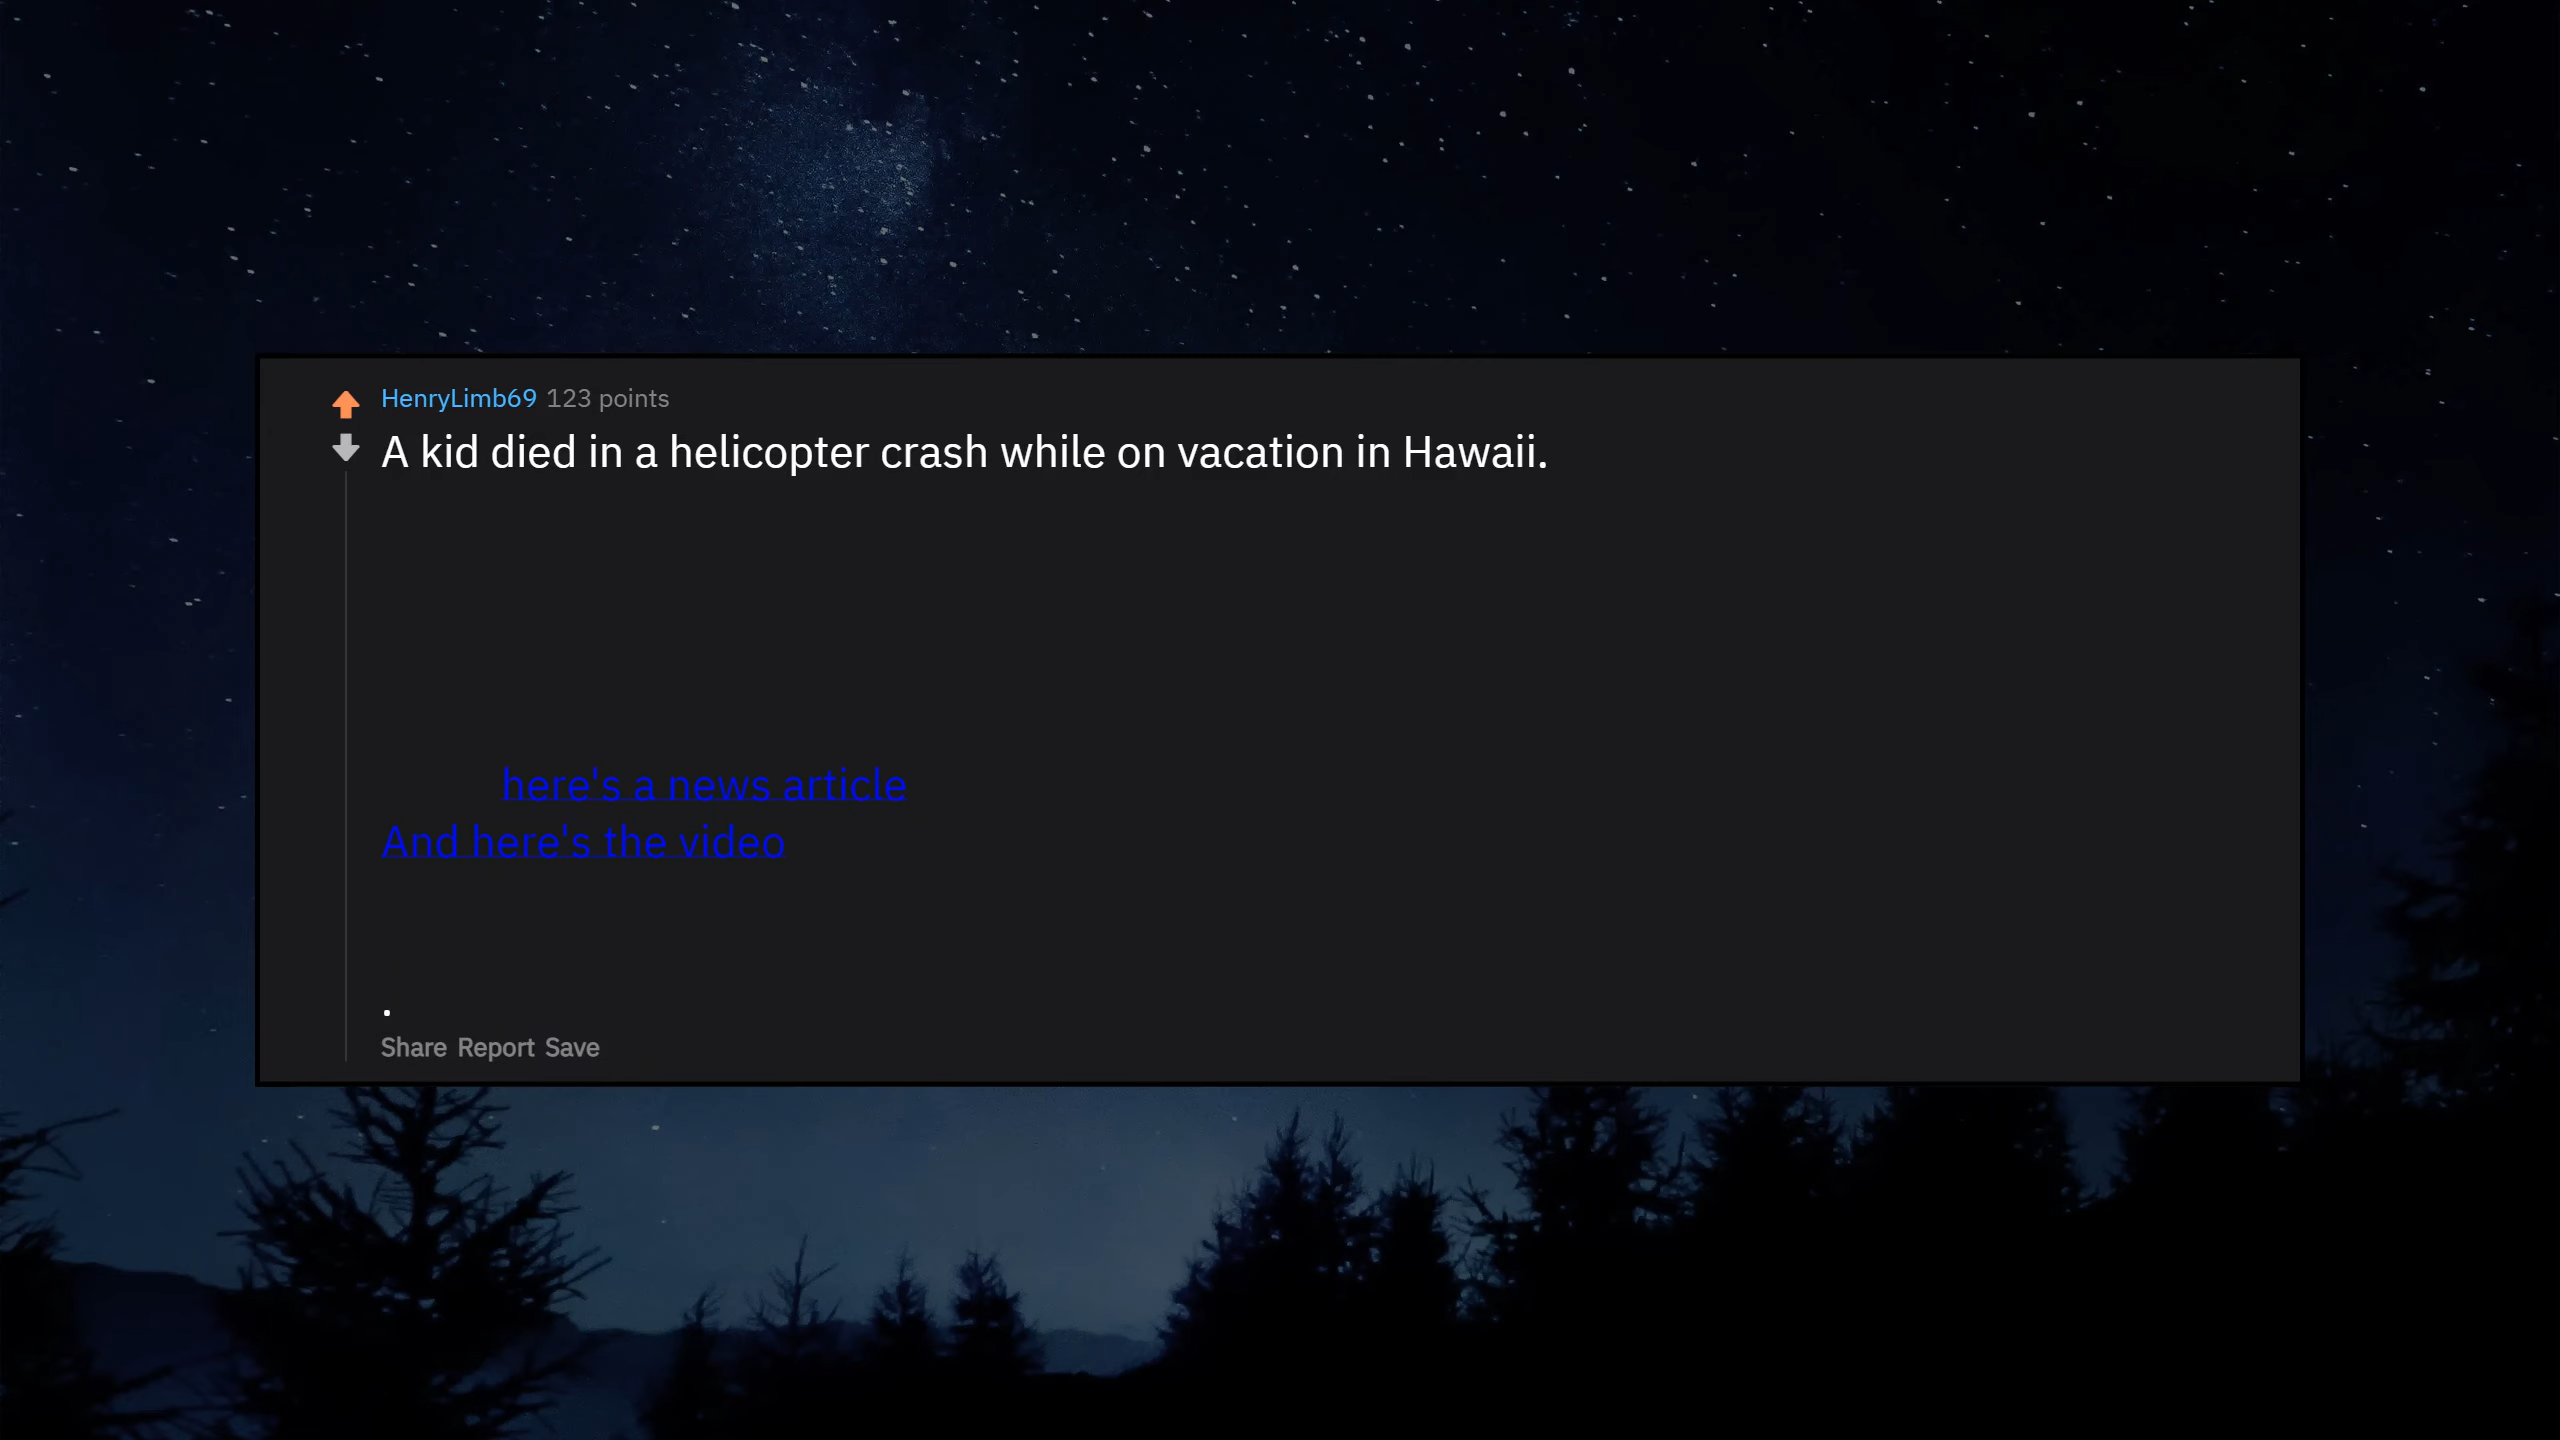 HenryLimb69 123 points
A kid died in a helicopter crash while on vacation in Hawaii.
here's a news article
And here's the video
.
Share Report Save